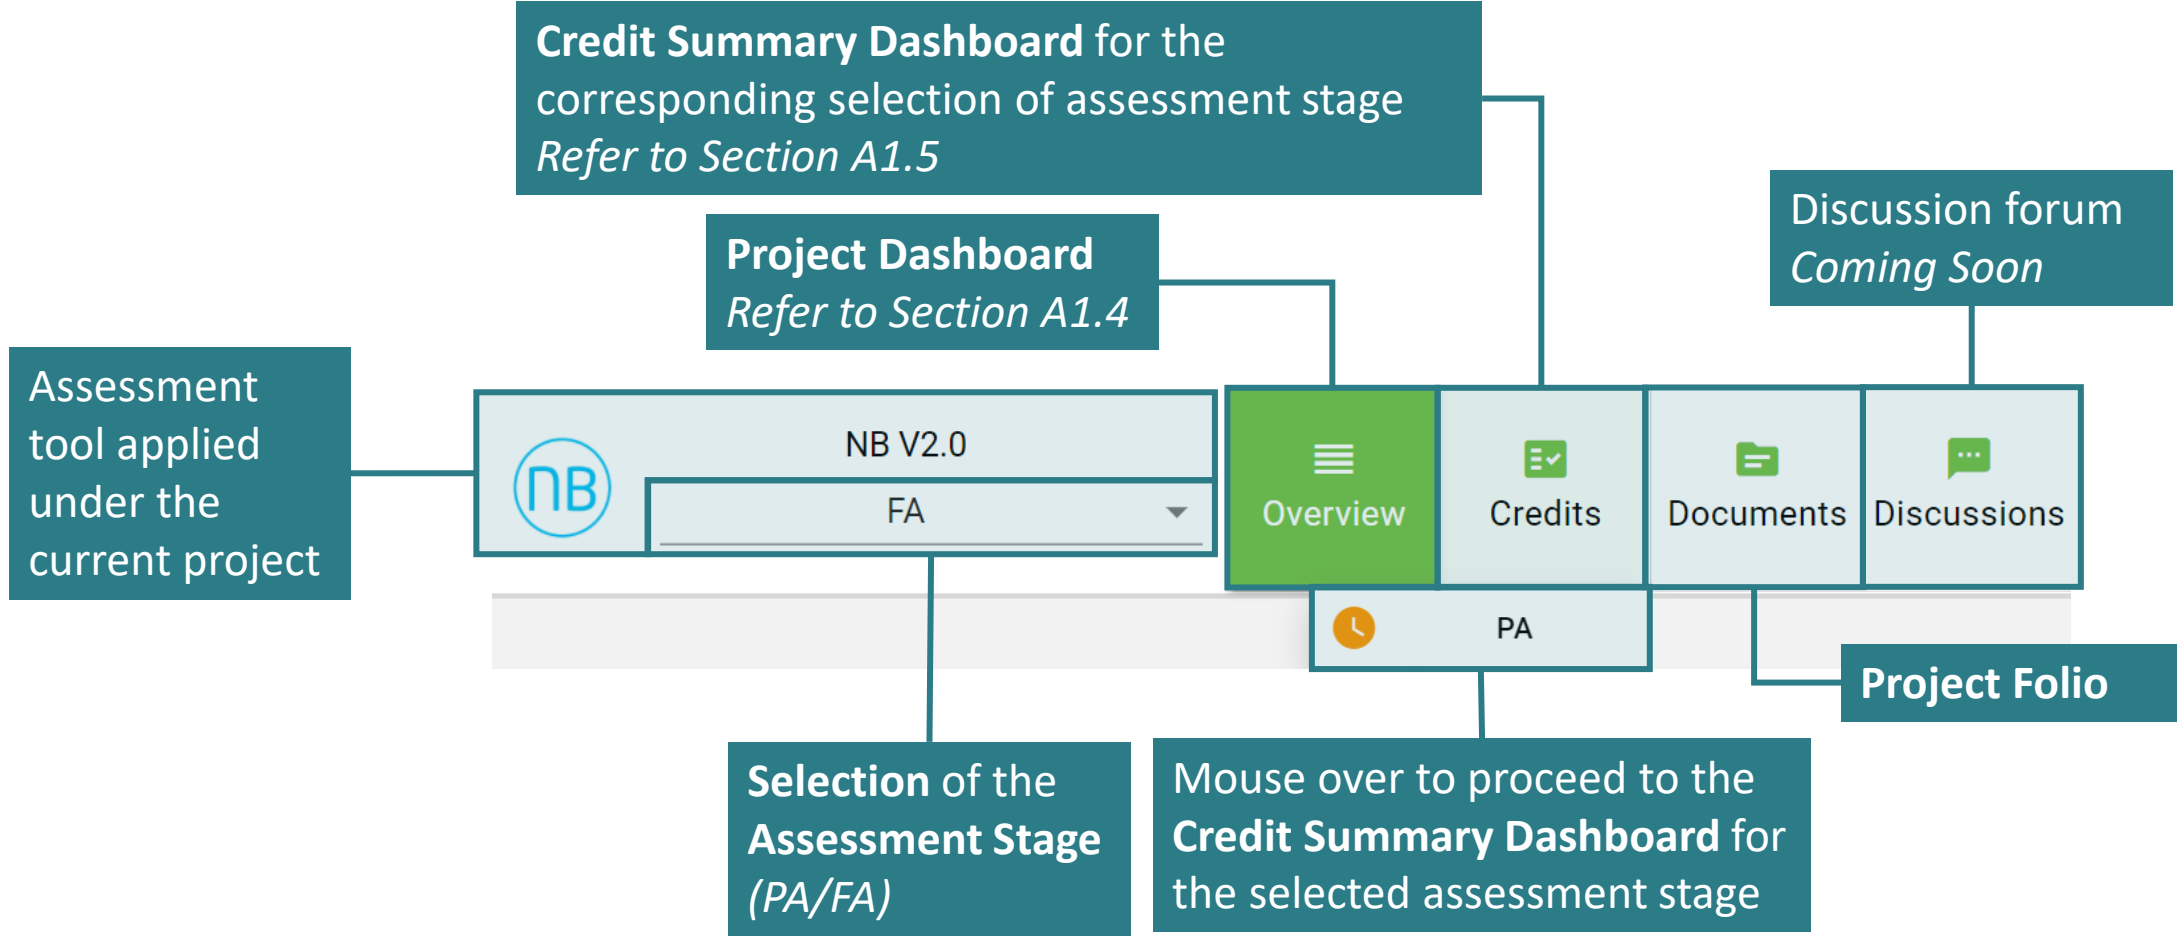 Credit Summary Dashboard for the
corresponding selection of assessment stage
Refer to Section A1.5
Discussion forum
Coming Soon
Project Dashboard
Refer to Section A1.4
Assessment
tool applied
under the
current project
NB
NB V2.0
FA
Overview
Credits
Documents
Discussions
PA
Project Folio
Selection of the
Assessment Stage
(PA/FA)
Mouse over to proceed to the
Credit Summary Dashboard for
the selected assessment stage